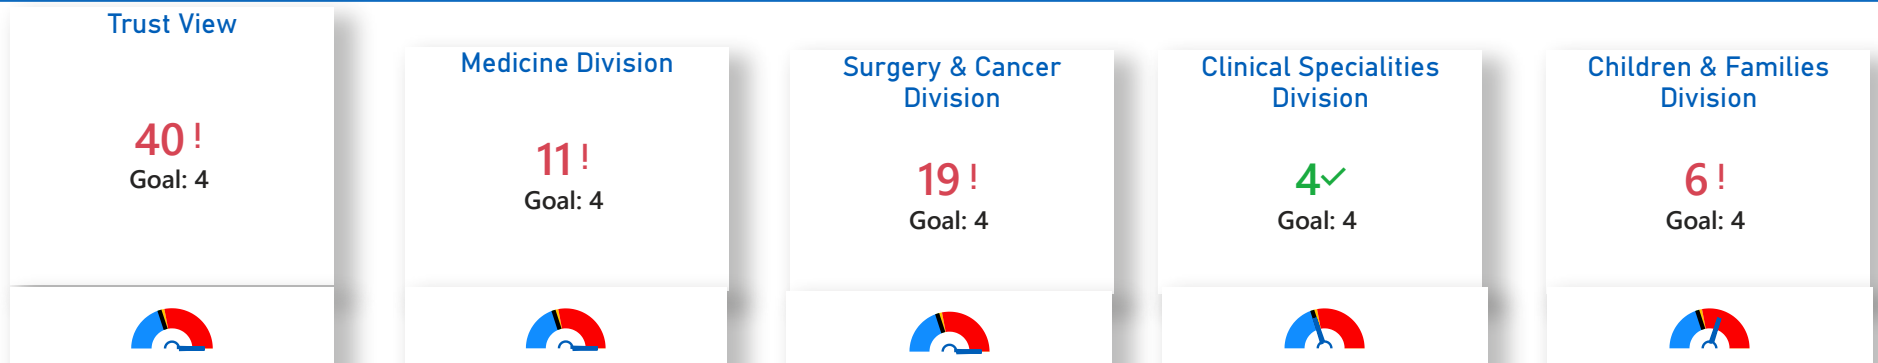 Trust View
40 !
Goal: 4
Medicine Division
11 !
Goal: 4
Surgery & Cancer
Division
19 !
Goal: 4
Clinical Specialities
Division
4✓
Goal: 4
Children & Families
Division
6 !
Goal: 4